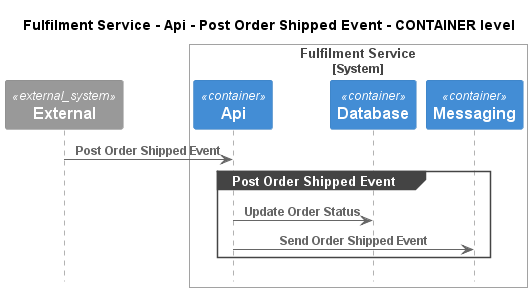 Fulfilment Service - Api - Post Order Shipped Event - CONTAINER level
Fulfilment Service
[System]
«external_system»
External
«container»
Api
«container»
Database
«container»
Messaging
Post Order Shipped Event
Post Order Shipped Event
Update Order Status
Send Order Shipped Event